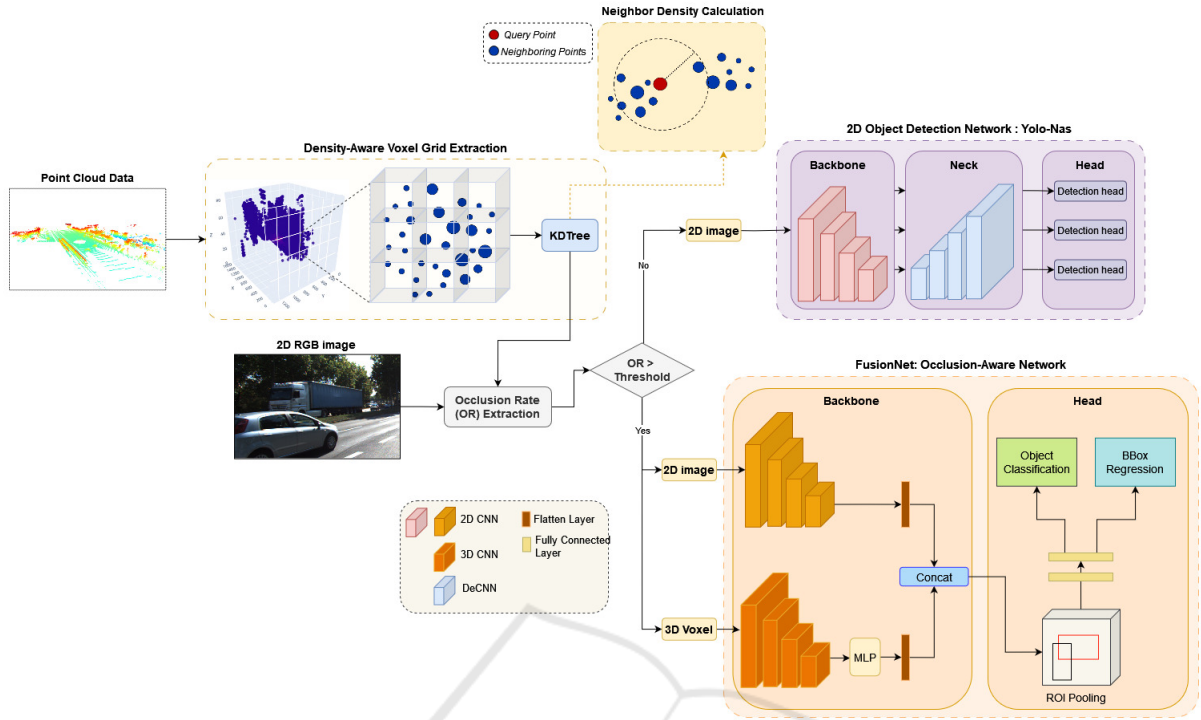 Neighbor Density Calculation
Query Point
Neighboring Points
2D Object Detection Network : Yolo-Nas
Backbone
Neck
Head
Detection head
Detection head
Detection head
Density-Aware Voxel Grid Extraction
Point Cloud Data
KDTree
2D image
No
2D RGB image
OR >
Threshold
Occlusion Rate
(OR) Extraction
Yes
FusionNet: Occlusion-Aware Network
Backbone
Head
2D image
Object
Classification
BBox
Regression
2D CNN
Flatten Layer
3D CNN
Fully Connected
Layer
DeCNN
Concat
3D Voxel
MLP
ROI Pooling